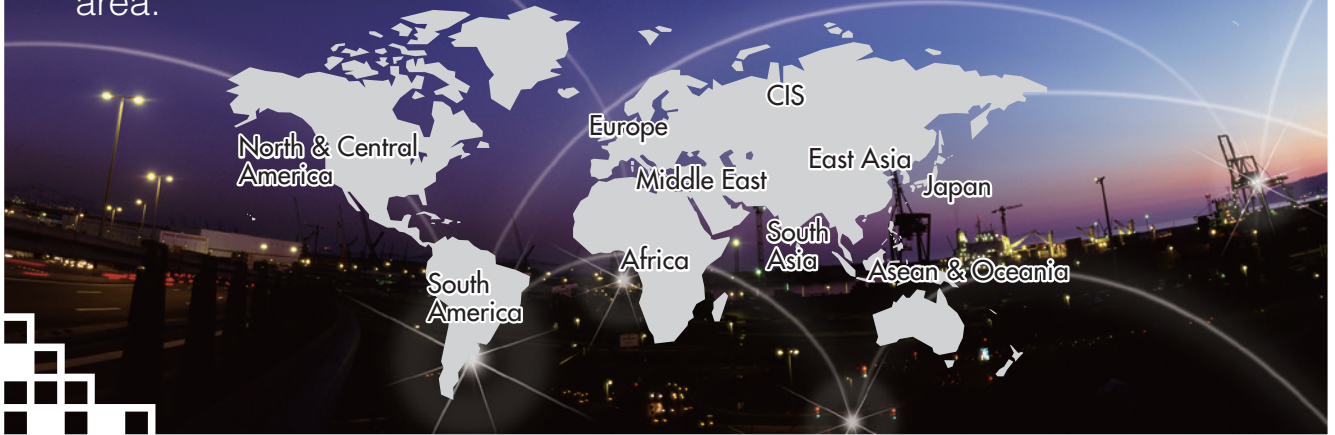 area.
CIS
Europe
North & Central
America
East Asia
Middle East
Japan
South
Asia
Africa
Asean & Oceania
South
America